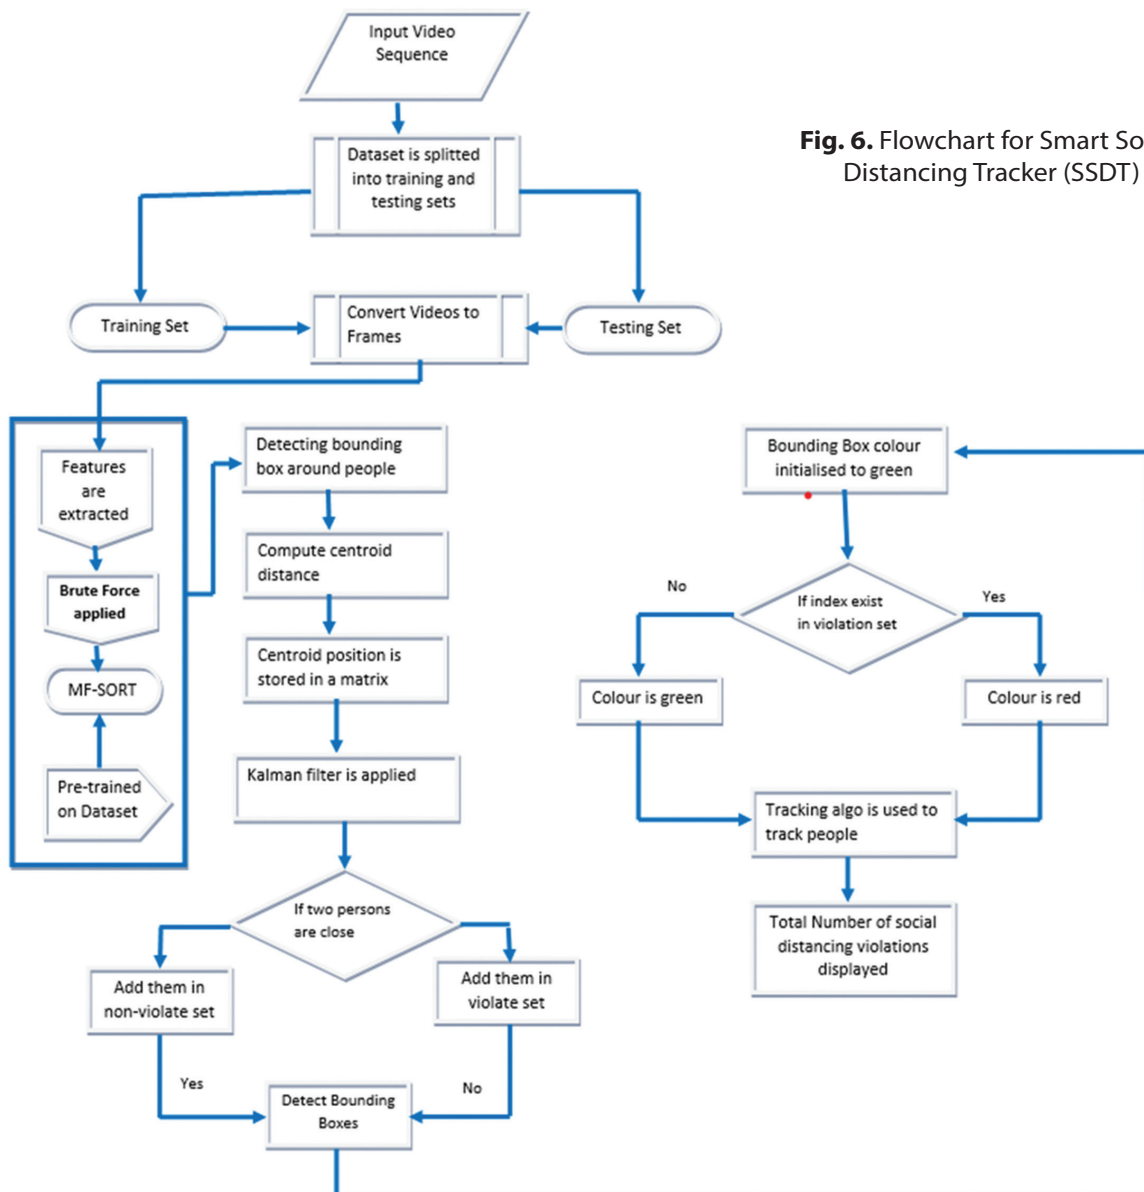 Input Video
Sequence
Fig. 6. Flowchart for Smart So
Distancing Tracker (SSDT)
Dataset is splitted
into training and
testing sets
Training Set
Convert Videos to
Frames
Testing Set
Features
are
extracted
Brute Force
applied
MF-SORT
Pre-trained
on Dataset
Detecting bounding
box around people
Compute centroid
distance
Centroid position is
stored in a matrix
Kalman filter is applied
If two persons
are close
Add them in
non-violate set
Add them in
violate set
Yes
No
Detect Bounding
Boxes
Bounding Box colour
initialised to green
No
If index exist
in violation set
Yes
Colour is green
Colour is red
Tracking algo is used to
track people
Total Number of social
distancing violations
displayed